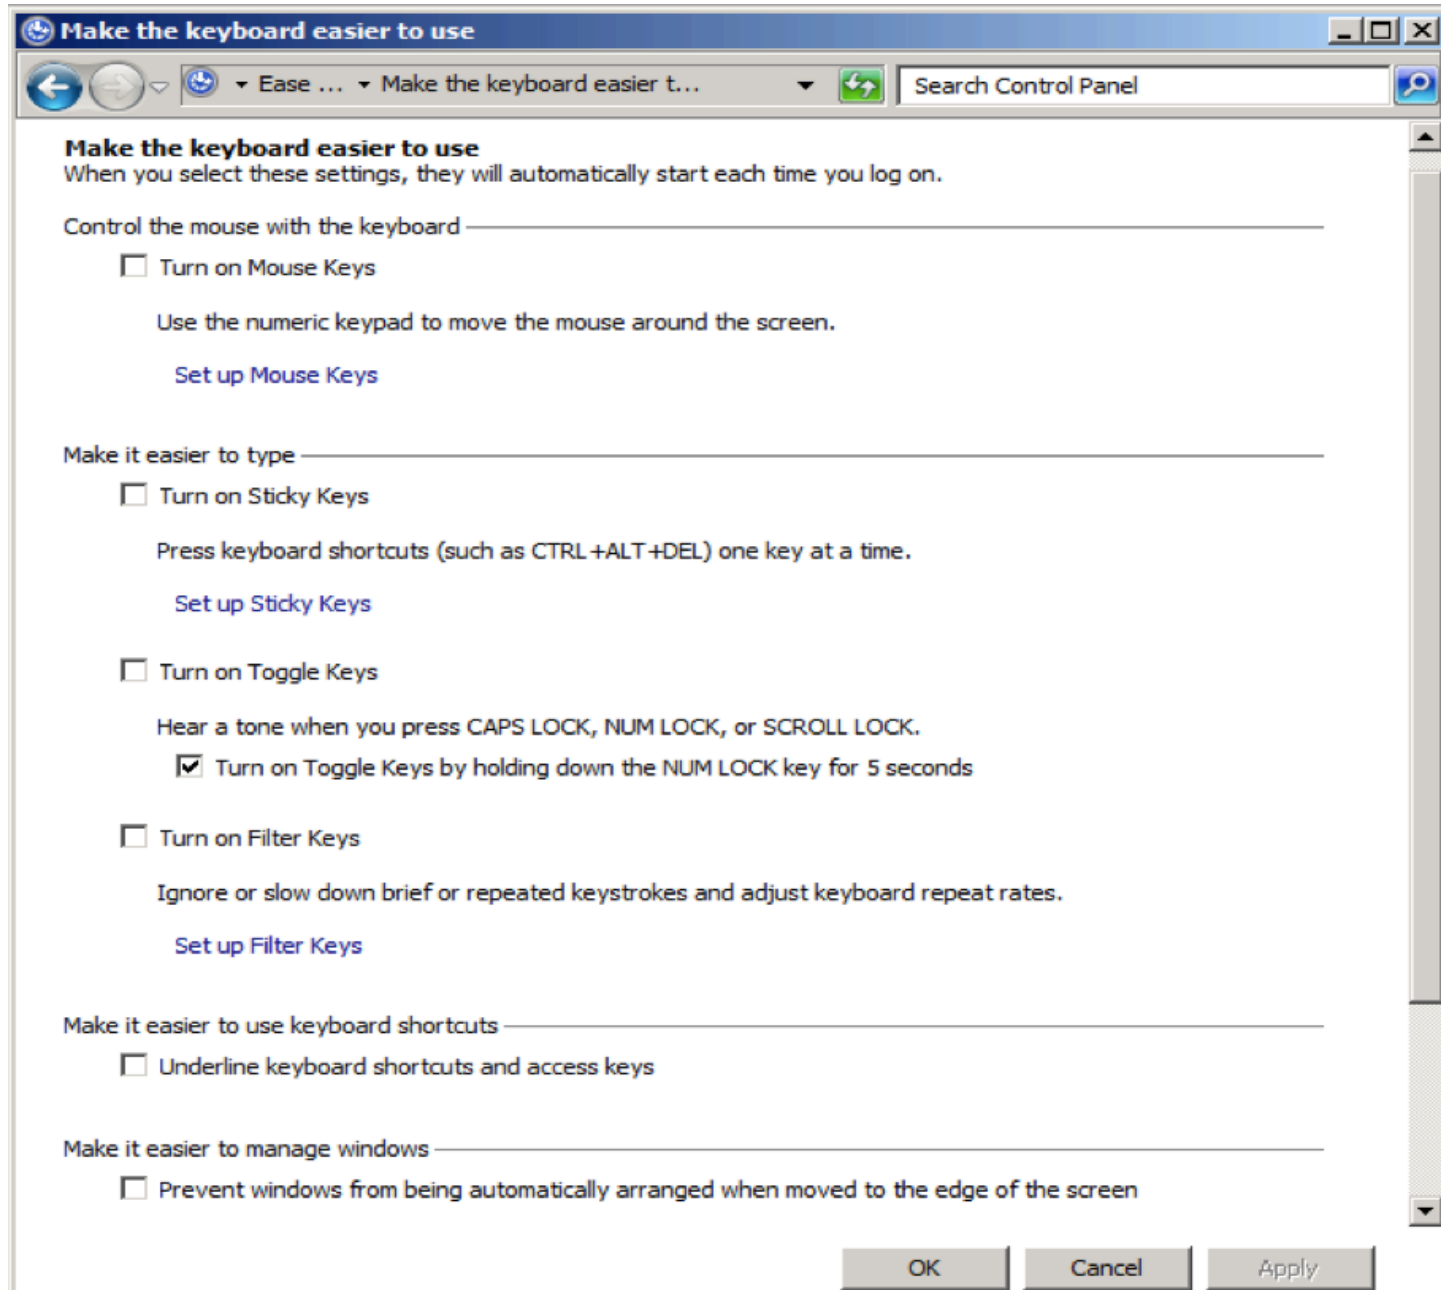 Make the keyboard easier to use
Ease ... Make the keyboard easier t... Search Control Panel
Make the keyboard easier to use
When you select these settings, they will automatically start each time you log on.
Control the mouse with the keyboard
Turn on Mouse Keys
Use the numeric keypad to move the mouse around the screen.
Set up Mouse Keys
Make it easier to type
Turn on Sticky Keys
Press keyboard shortcuts (such as CTRL+ALT+DEL) one key at a time.
Set up Sticky Keys
Turn on Toggle Keys
Hear a tone when you press CAPS LOCK, NUM LOCK, or SCROLL LOCK.
Turn on Toggle Keys by holding down the NUM LOCK key for 5 seconds
Turn on Filter Keys
Ignore or slow down brief or repeated keystrokes and adjust keyboard repeat rates.
Set up Filter Keys
Make it easier to use keyboard shortcuts
Underline keyboard shortcuts and access keys
Make it easier to manage windows
Prevent windows from being automatically arranged when moved to the edge of the screen
OK Cancel Apply